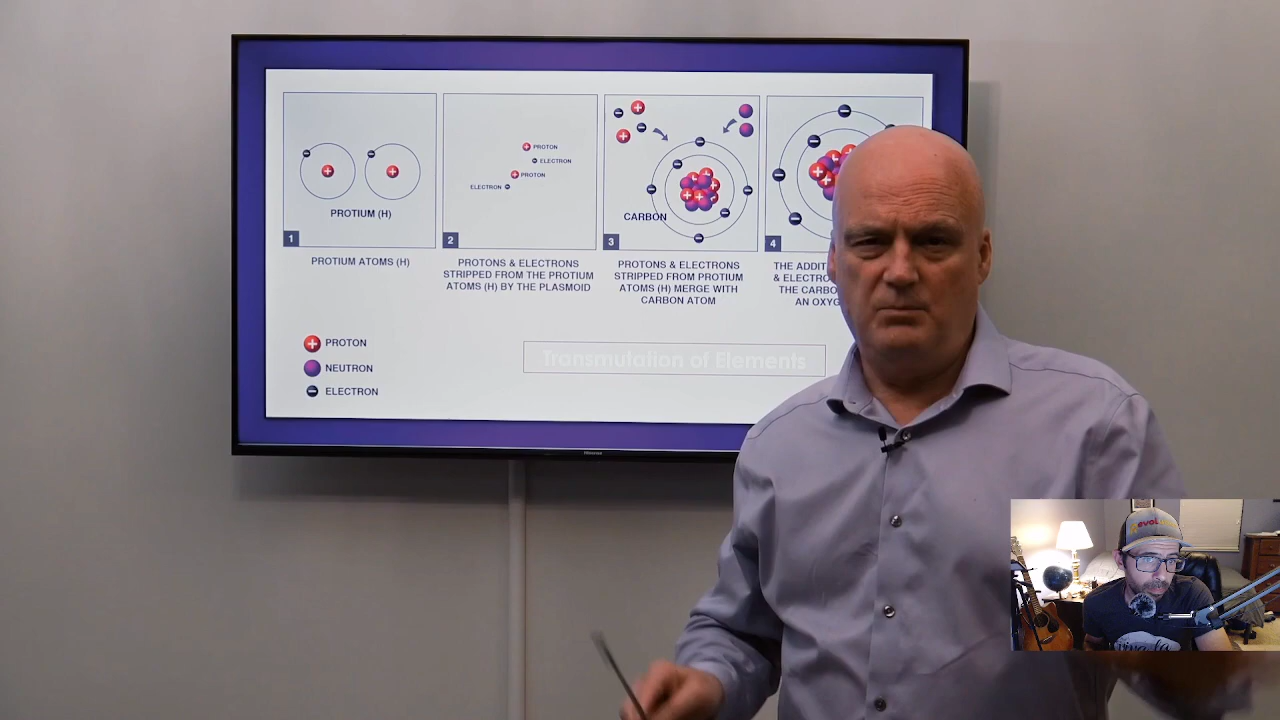 PROTIUM (H)
1
PROTIUM ATOMS (H)
PROTON
ELECTRON
PROTON
ELECTRON
2
PROTONS & ELECTRONS
STRIPPED FROM THE PROTIUM
ATOMS (H) BY THE PLASMOID
CARBON
3
PROTONS & ELECTRONS
STRIPPED FROM PROTIUM
ATOMS (H) MERGE WITH
CARBON ATOM
4
THE ADDIT
& ELECTRO
THE CARBO
AN OXYG
PROTON
NEUTRON
ELECTRON
Transmutation of Elements
Hisense